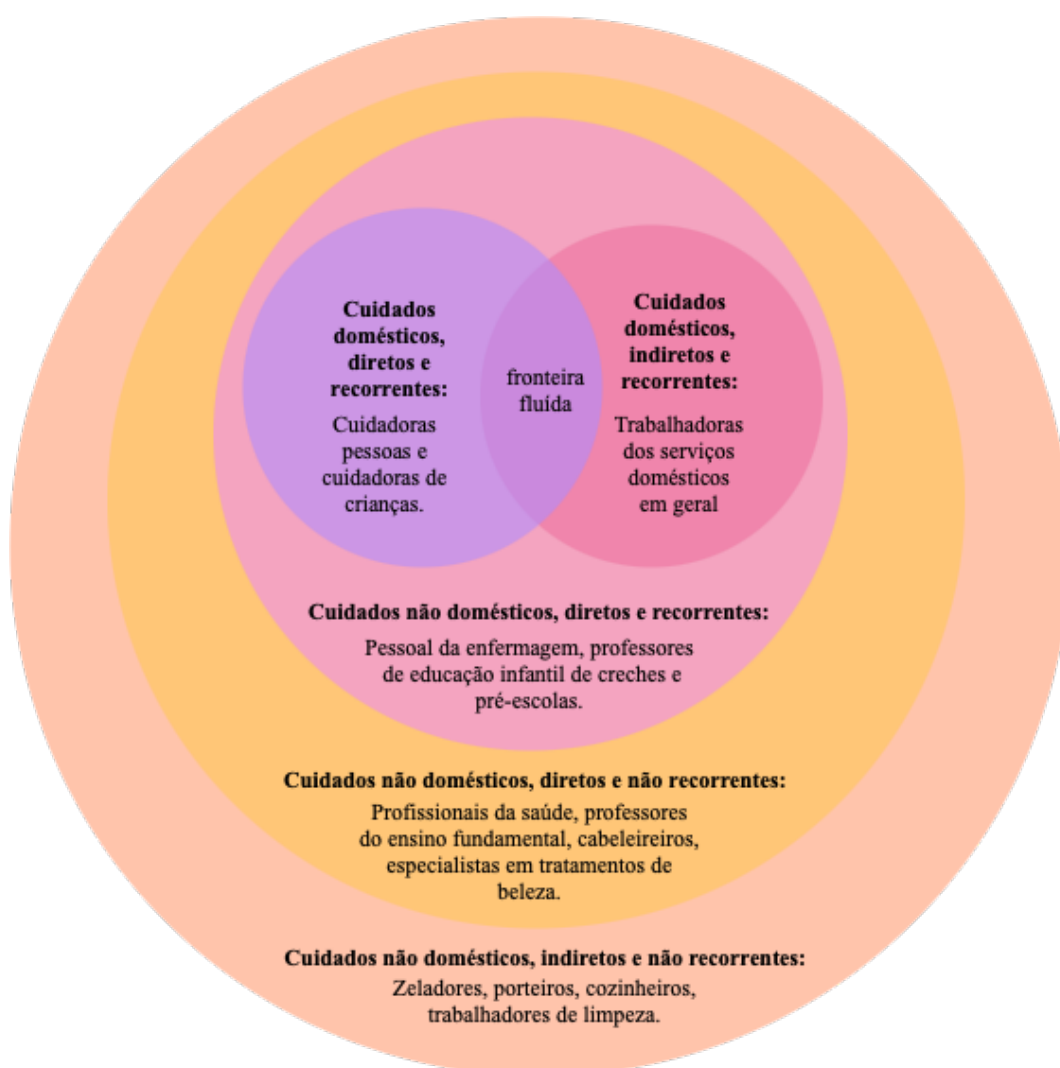 Cuidados
domésticos,
diretos e
recorrentes:
Cuidadoras
pessoas e
cuidadoras de
crianças.
fronteira
fluída
Cuidados
domésticos,
indiretos e
recorrentes:
Trabalhadoras
dos serviços
domésticos
em geral
Cuidados não domésticos, diretos e recorrentes:
Pessoal da enfermagem, professores
de educação infantil de creches e
pré-escolas.
Cuidados não domésticos, diretos e não recorrentes:
Profissionais da saúde, professores
do ensino fundamental, cabeleireiros,
especialistas em tratamentos de
beleza.
Cuidados não domésticos, indiretos e não recorrentes:
Zeladores, porteiros, cozinheiros,
trabalhadores de limpeza.